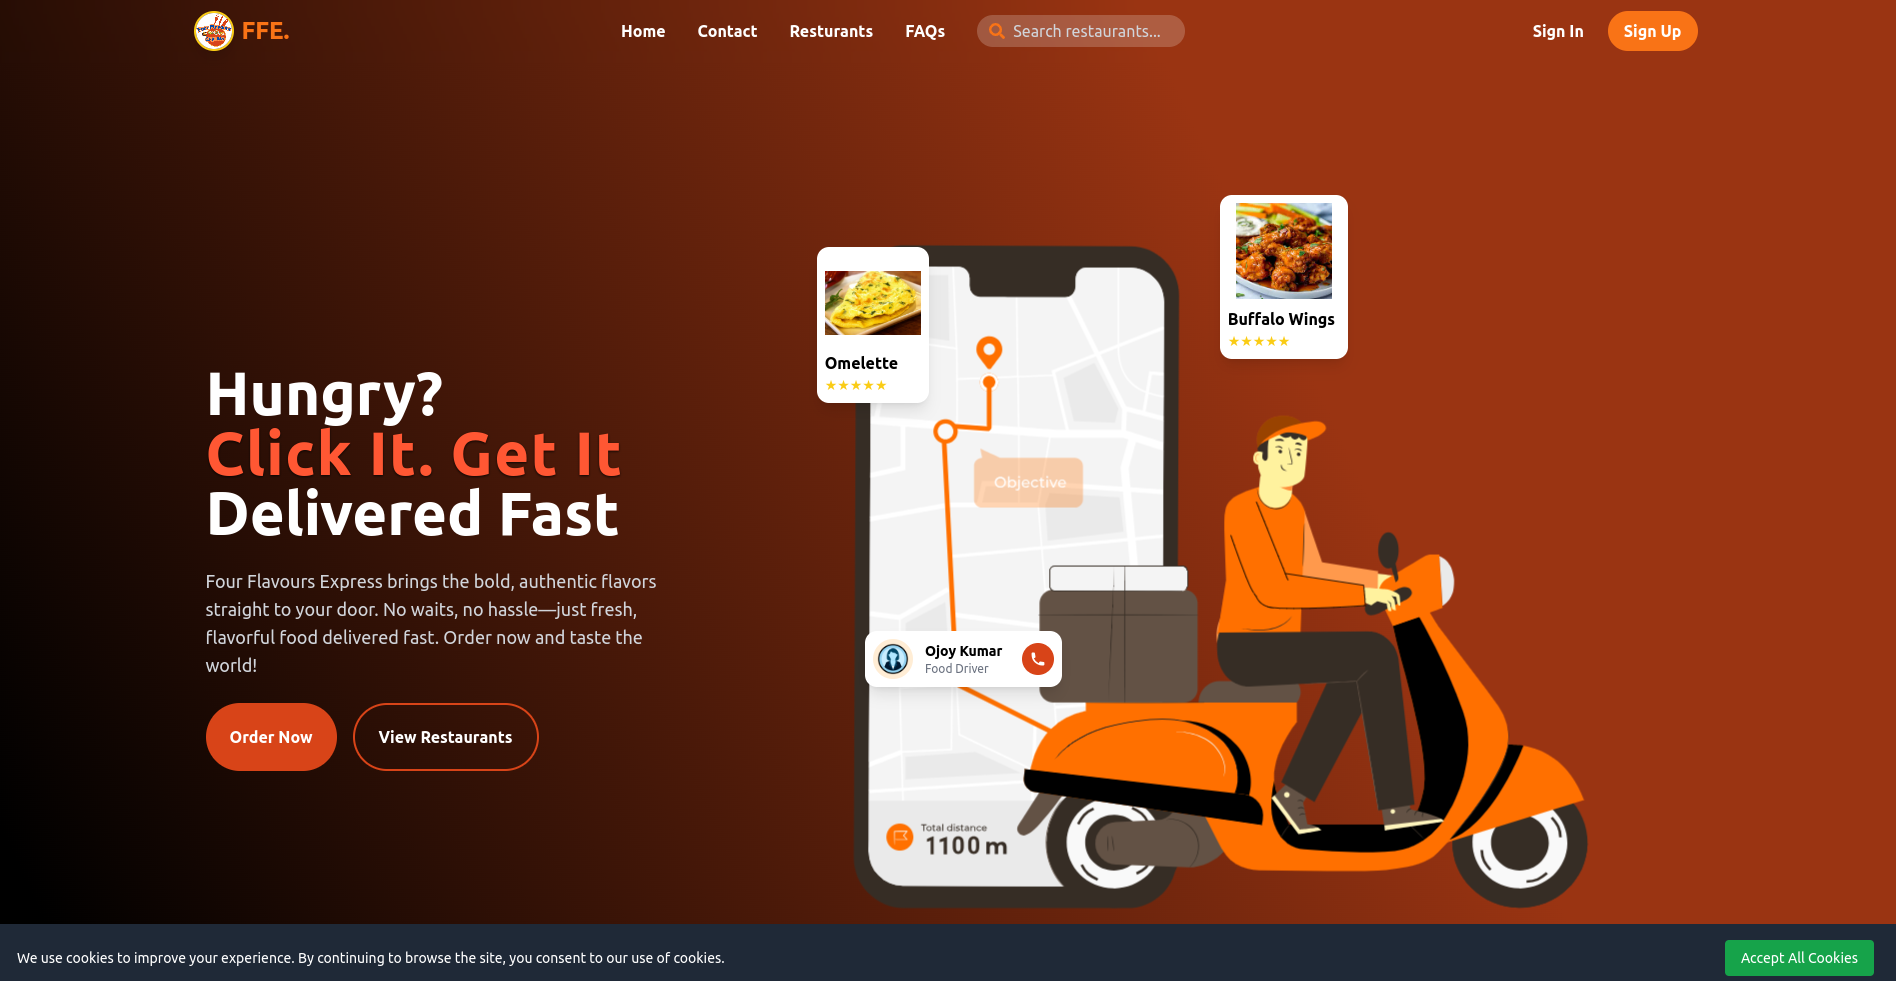 FFE.
Home
Contact
Resturants
FAQs
Search restaurants...
Sign In
Sign Up
Hungry?
Click It. Get It
Delivered Fast
Four Flavours Express brings the bold, authentic flavors
straight to your door. No waits, no hassle—just fresh,
flavorful food delivered fast. Order now and taste the
world!
Order Now
View Restaurants
Omelette
★★★★★
Buffalo Wings
★★★★★
Objective
Ojoy Kumar
Food Driver
Total distance
1100 m
We use cookies to improve your experience. By continuing to browse the site, you consent to our use of cookies.
Accept All Cookies